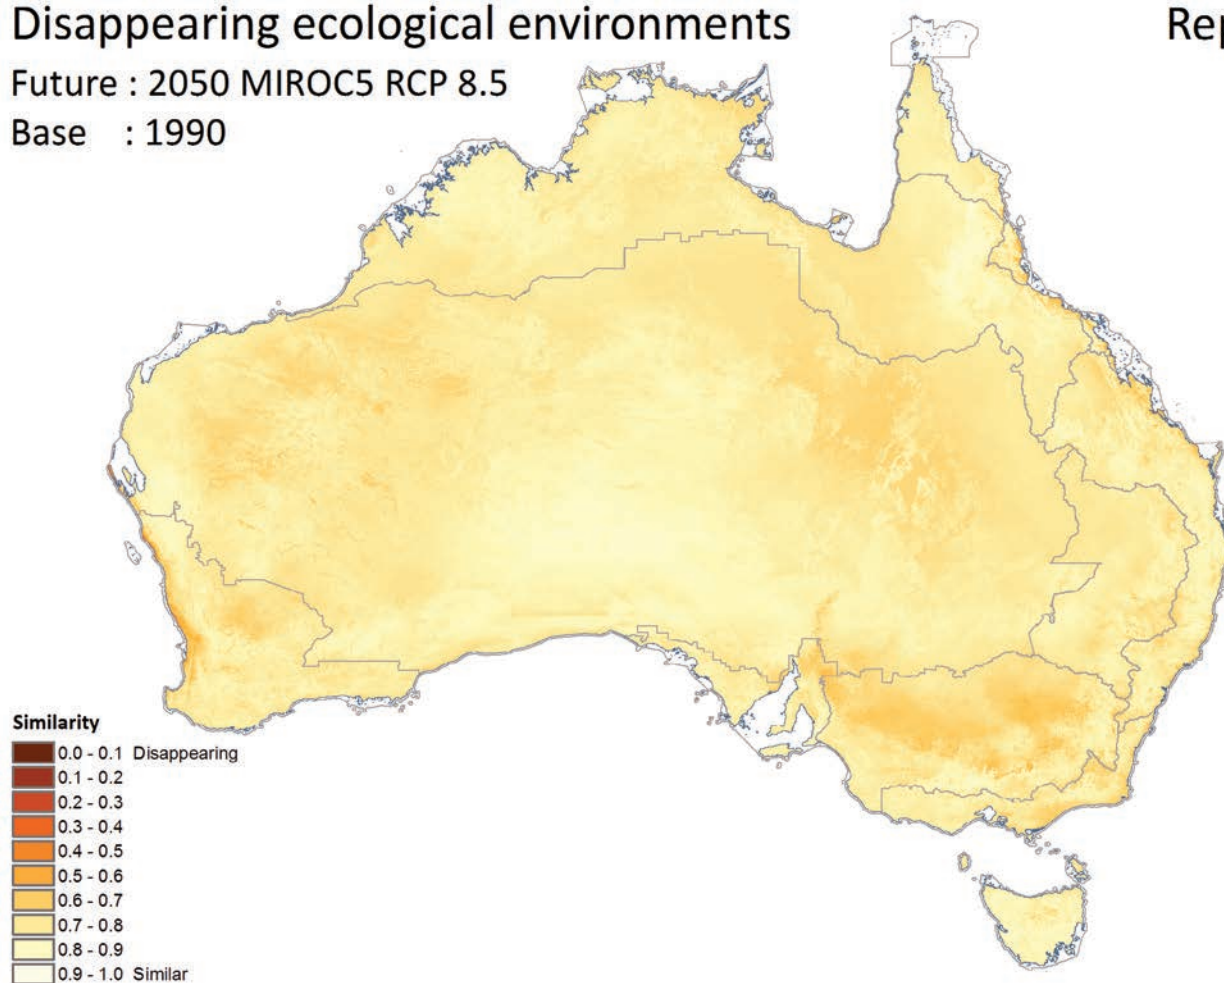 Disappearing ecological environments
Rep
Future : 2050 MIROC5 RCP 8.5
Base : 1990
Similarity
0.0 - 0.1 Disappearing
0.1 - 0.2
0.2 - 0.3
0.3 - 0.4
0.4 - 0.5
0.5 - 0.6
0.6 - 0.7
0.7 - 0.8
0.8 - 0.9
0.9 - 1.0 Similar